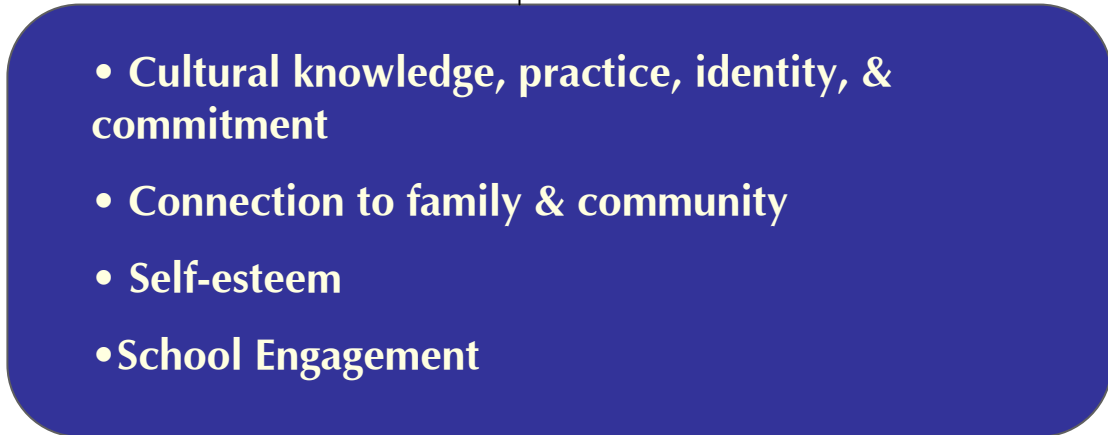 • Cultural knowledge, practice, identity, &
commitment
• Connection to family & community
• Self-esteem
•School Engagement